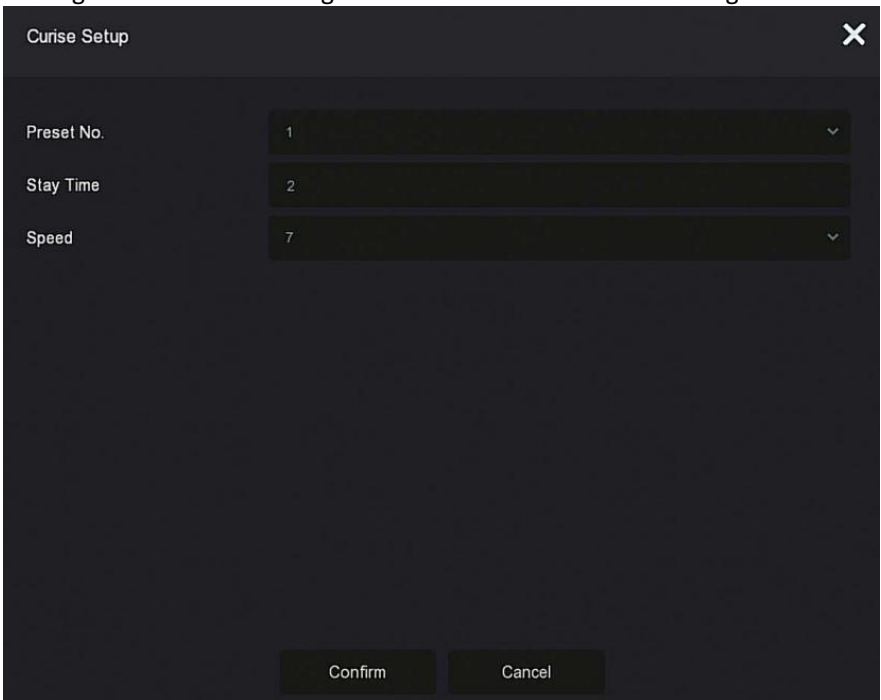 Curise Setup
Preset No. 1
Stay Time 2
Speed 7
Confirm Cancel